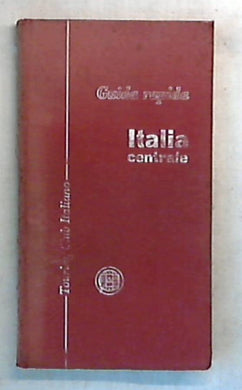 Guida rapida
Italia
centrale
Touring Club Italiano